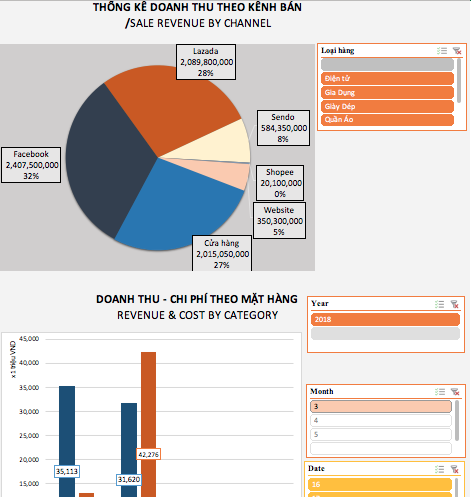 THỐNG KÊ DOANH THU THEO KÊNH BÁN
/SALE REVENUE BY CHANNEL
Lazada
2,089,800,000
28%
Sendo
584,350,000
8%
Shopee
20,100,000
0%
Website
350,300,000
5%
Cửa hàng
2,015,050,000
27%
Facebook
2,407,500,000
32%
Loại hàng
Điện tử
Gia Dụng
Giày Dép
Quần Áo
DOANH THU - CHI PHÍ THEO MẶT HÀNG
REVENUE & COST BY CATEGORY
x1 triệu VND
45,000
40,000
35,000
30,000
25,000
20,000
15,000
35,113
31,620
42,276
Year
2018
Month
3
4
5
Date
16